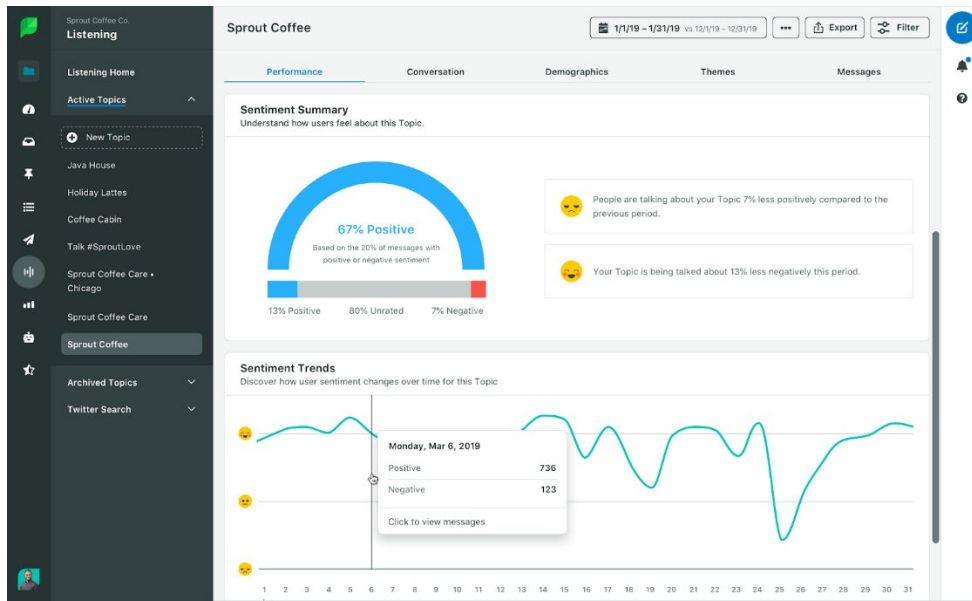 Sprout Coffee Co.
Listening
Listening Home
Active Topics
New Topic
Java House
Holiday Lattes
Coffee Cabin
Talk #SproutLove
Sprout Coffee Care •
Chicago
Sprout Coffee Care
Sprout Coffee
Archived Topics
Twitter Search
Sprout Coffee
1/1/19 – 1/31/19 vs 12/1/19 – 12/31/19
Export
Filter
Performance
Conversation
Demographics
Themes
Messages
Sentiment Summary
Understand how users feel about this Topic.
67% Positive
Based on the 20% of messages with
positive or negative sentiment
13% Positive 80% Unrated 7% Negative
People are talking about your Topic 7% less positively compared to the
previous period.
Your Topic is being talked about 13% less negatively this period.
Sentiment Trends
Discover how user sentiment changes over time for this Topic
Monday, Mar 6, 2019
Positive 736
Negative 123
Click to view messages
1 2 3 4 5 6 7 8 9 10 11 12 13 14 15 16 17 18 19 20 21 22 23 24 25 26 27 28 29 30 31